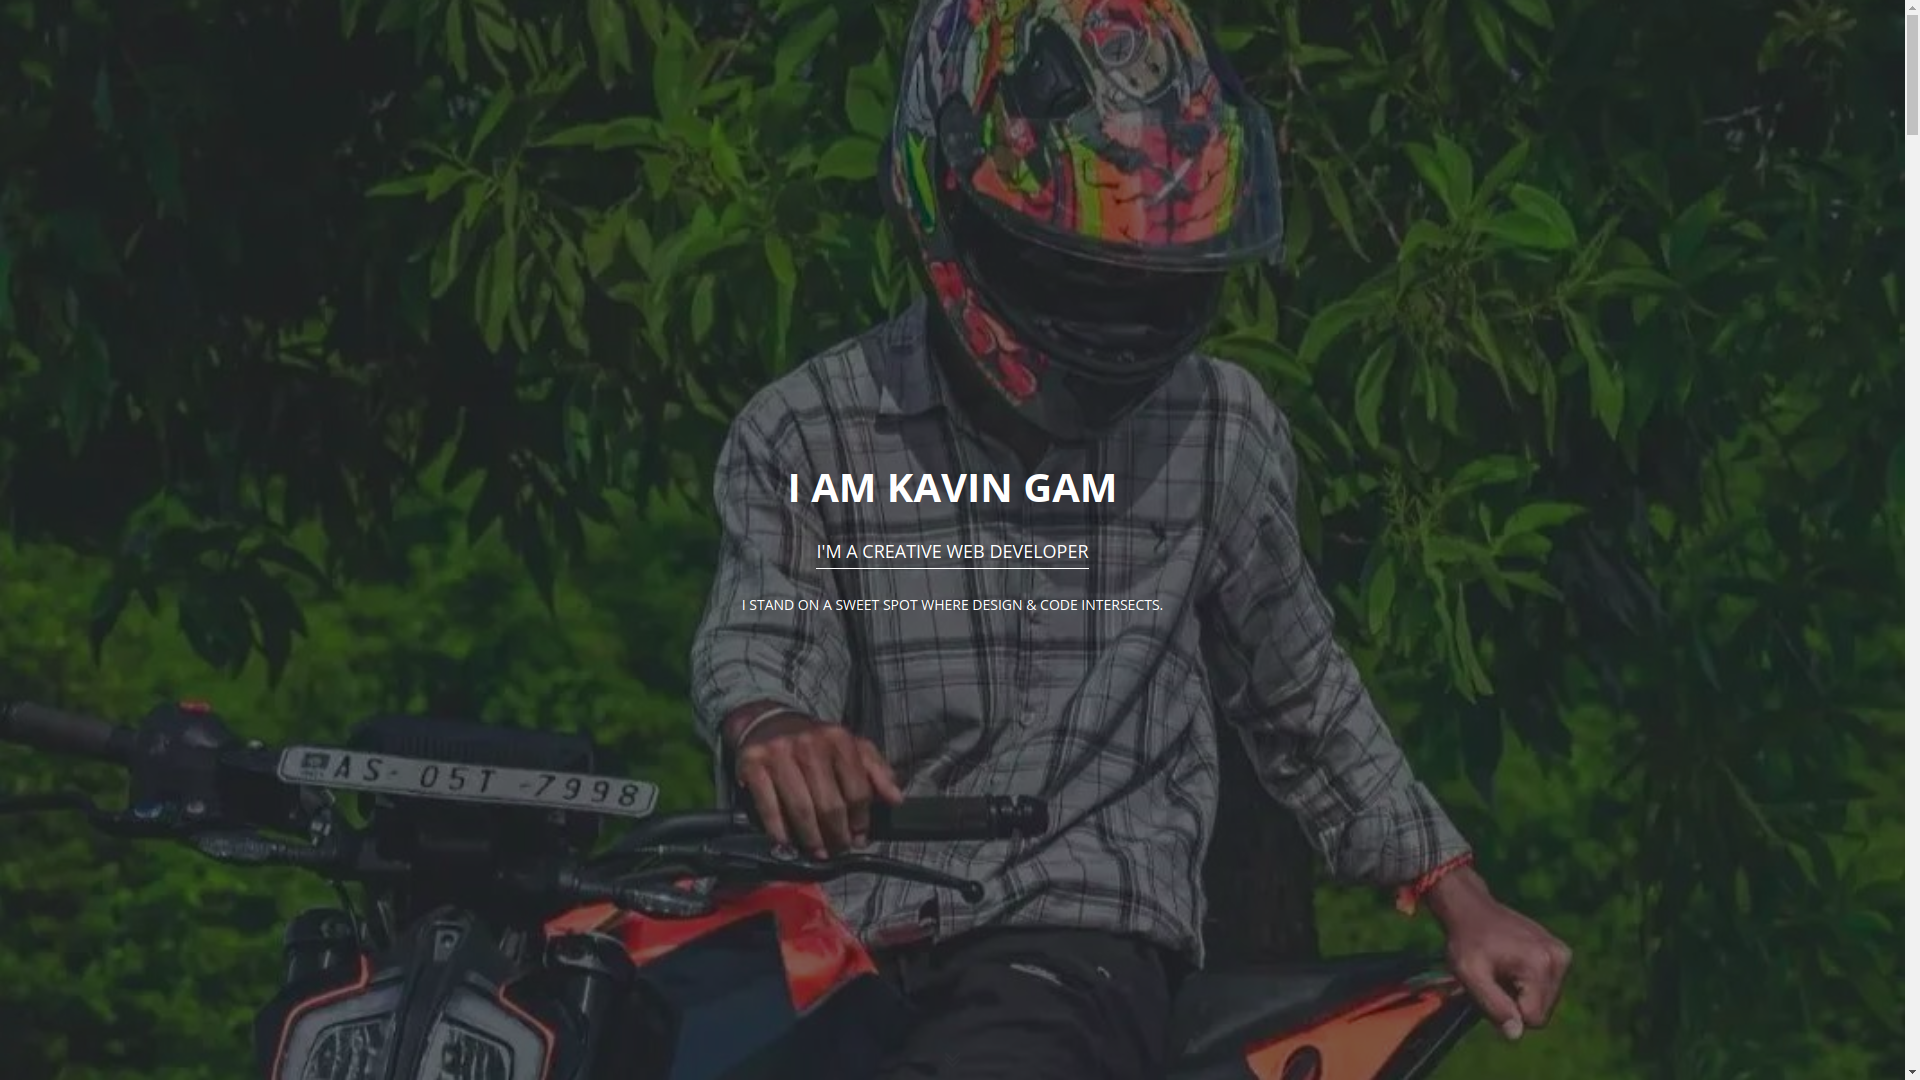 I AM KAVIN GAM
I'M A CREATIVE WEB DEVELOPER
I STAND ON A SWEET SPOT WHERE DESIGN & CODE INTERSECTS.
AS- 05T -7998